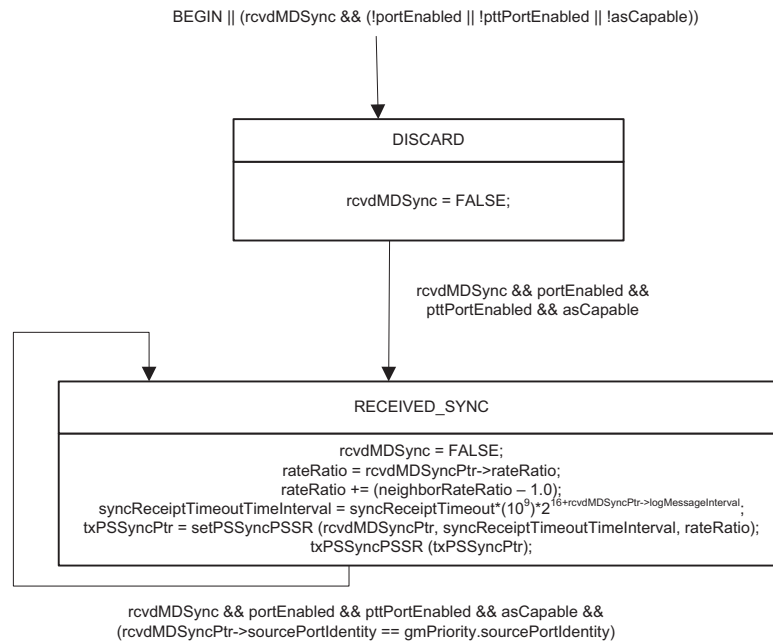 BEGIN || (rcvdMDSync && (!portEnabled || !pttPortEnabled || !asCapable))
DISCARD
rcvdMDSync = FALSE;
rcvdMDSync && portEnabled &&
pttPortEnabled && asCapable
RECEIVED_SYNC
rcvdMDSync = FALSE;
rateRatio = rcvdMDSyncPtr->rateRatio;
rateRatio += (neighborRateRatio – 1.0);
syncReceiptTimeoutTimeInterval = syncReceiptTimeout*(10^9)*2^16+rcvdMDSyncPtr->logMessageInterval;
txPSSyncPtr = setPSSyncPSSR (rcvdMDSyncPtr, syncReceiptTimeoutTimeInterval, rateRatio);
txPSSyncPSSR (txPSSyncPtr);
rcvdMDSync && portEnabled && pttPortEnabled && asCapable &&
(rcvdMDSyncPtr->sourcePortIdentity == gmPriority.sourcePortIdentity)